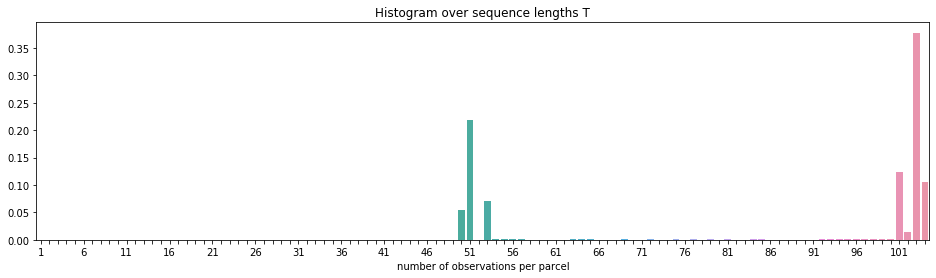 Histogram over sequence lengths T
0.35
0.30
0.25
0.20
0.15
0.10
0.05
0.00
1 6 11 16 21 26 31 36 41 46 51 56 61 66 71 76 81 86 91 96 101
number of observations per parcel